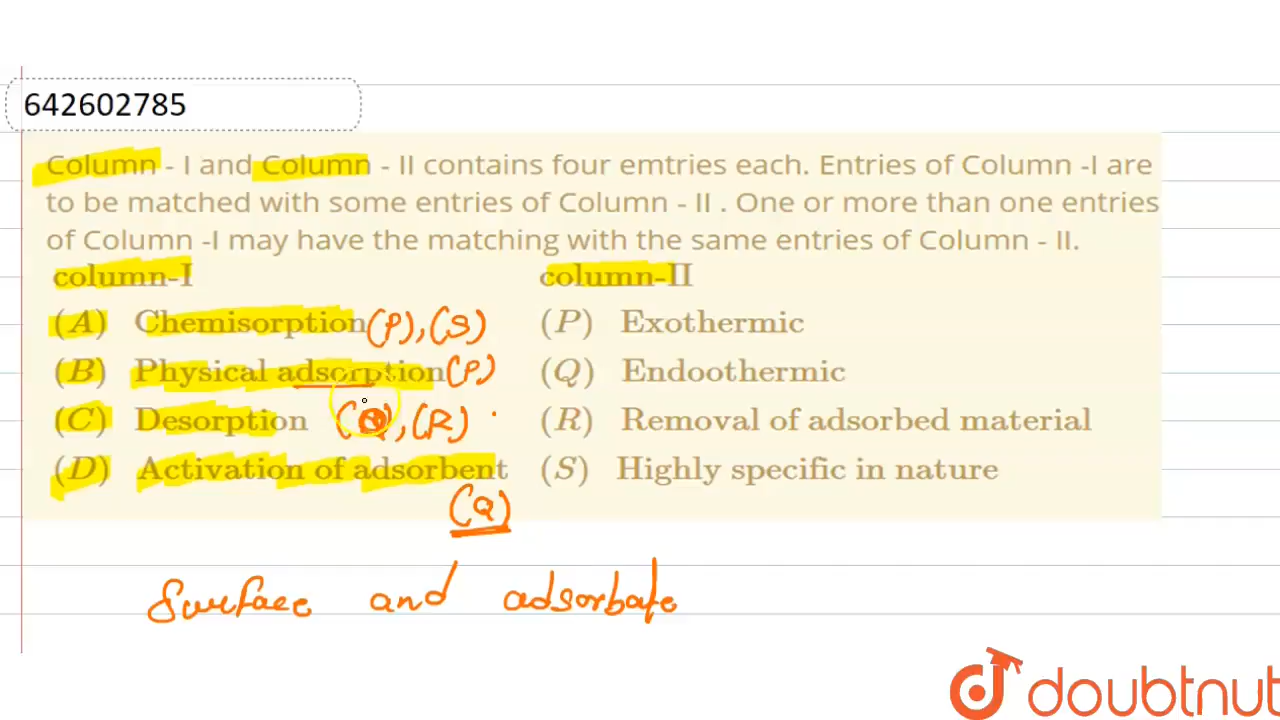 642602785
Column - I and Column - II contains four emtries each. Entries of Column -I are
to be matched with some entries of Column - II . One or more than one entries
of Column -I may have the matching with the same entries of Column - II.
column-I column-II
(A) Chemisorption (P), (S) (P) Exothermic
(B) Physical adsorption (P) (Q) Endoothermic
(C) Desorption (Q), (R) (R) Removal of adsorbed material
(D) Activation of adsorbent (S) Highly specific in nature
(Q)
Surface and adsorbate
doubtnut